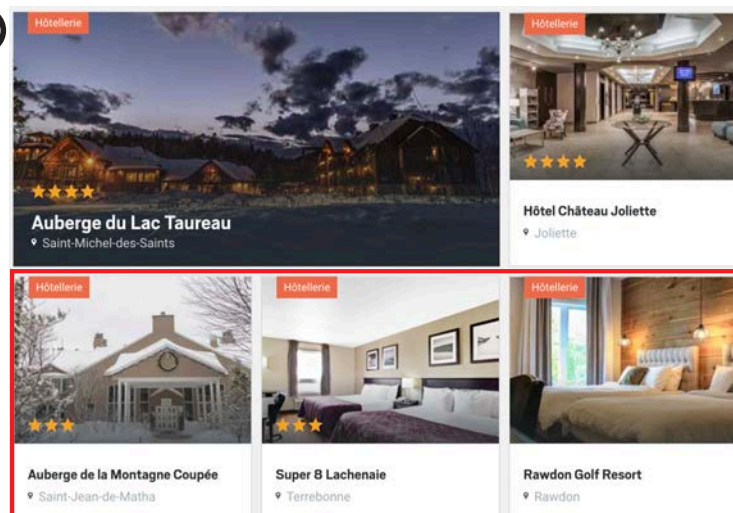 Hôtellerie
Auberge du Lac Taureau
Saint-Michel-des-Saints
Hôtellerie
Hôtel Château Joliette
Joliette
Hôtellerie
Auberge de la Montagne Coupée
Saint-Jean-de-Matha
Hôtellerie
Super 8 Lachenaie
Terrebonne
Hôtellerie
Rawdon Golf Resort
Rawdon